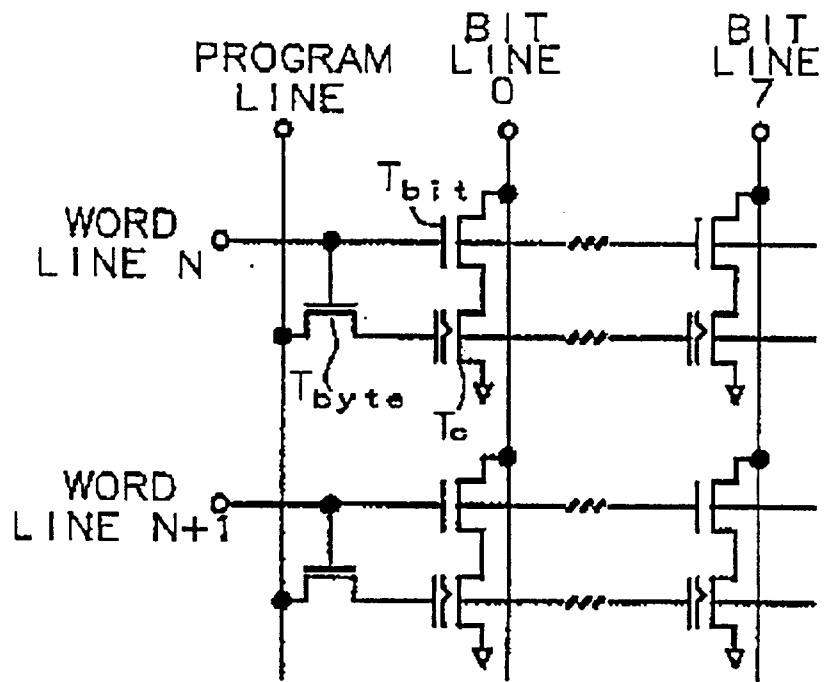 PROGRAM
LINE
BIT
LINE
0
BIT
LINE
7
Tbit
WORD
LINE N
Tbyte
Tc
WORD
LINE N+1